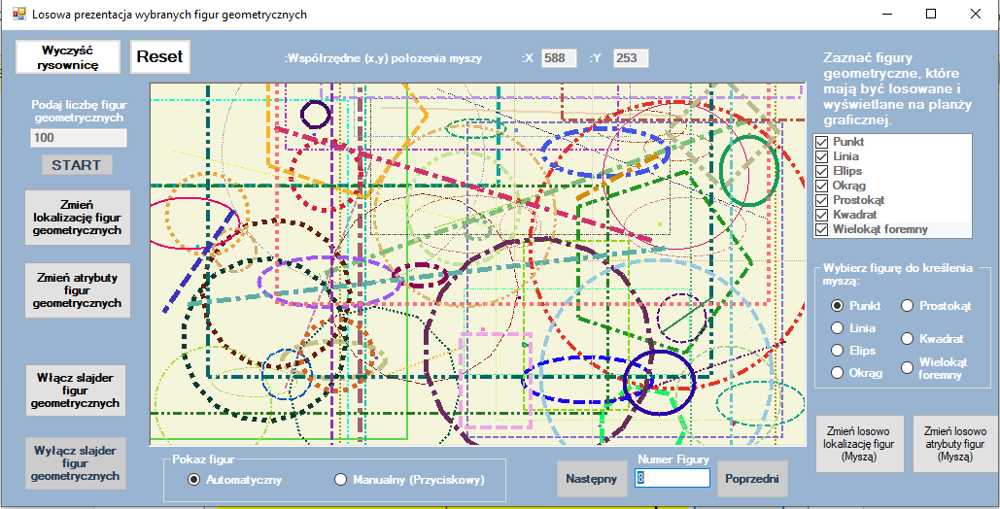 Losowa prezentacja wybranych figur geometrycznych
Wyczyść
rysownicę
Reset
:Współrzędne (x,y) położenia myszy
:X
588
:Y
253
Podaj liczbę figur
geometrycznych
100
START
Zmień
lokalizację figur
geometrycznych
Zmień atrybuty
figur
geometrycznych
Włącz slajder
figur
geometrycznych
Wyłącz slajder
figur
geometrycznych
Zaznać figury
geometryczne, które
mają być losowane i
wyświetlane na planży
graficznej.
Punkt
Linia
Ellips
Okrąg
Prostokąt
Kwadrat
Wielokąt foremny
Wybierz figurę do kreślenia
myszą:
Punkt
Prostokąt
Linia
Kwadrat
Elips
Wielokąt
foremny
Okrąg
Zmień losowo
lokalizację figur
(Myszą)
Zmień losowo
atrybuty figur
(Myszą)
Pokaz figur
Automatyczny
Manualny (Przyciskowy)
Numer Figury
Następny
8
Poprzedni